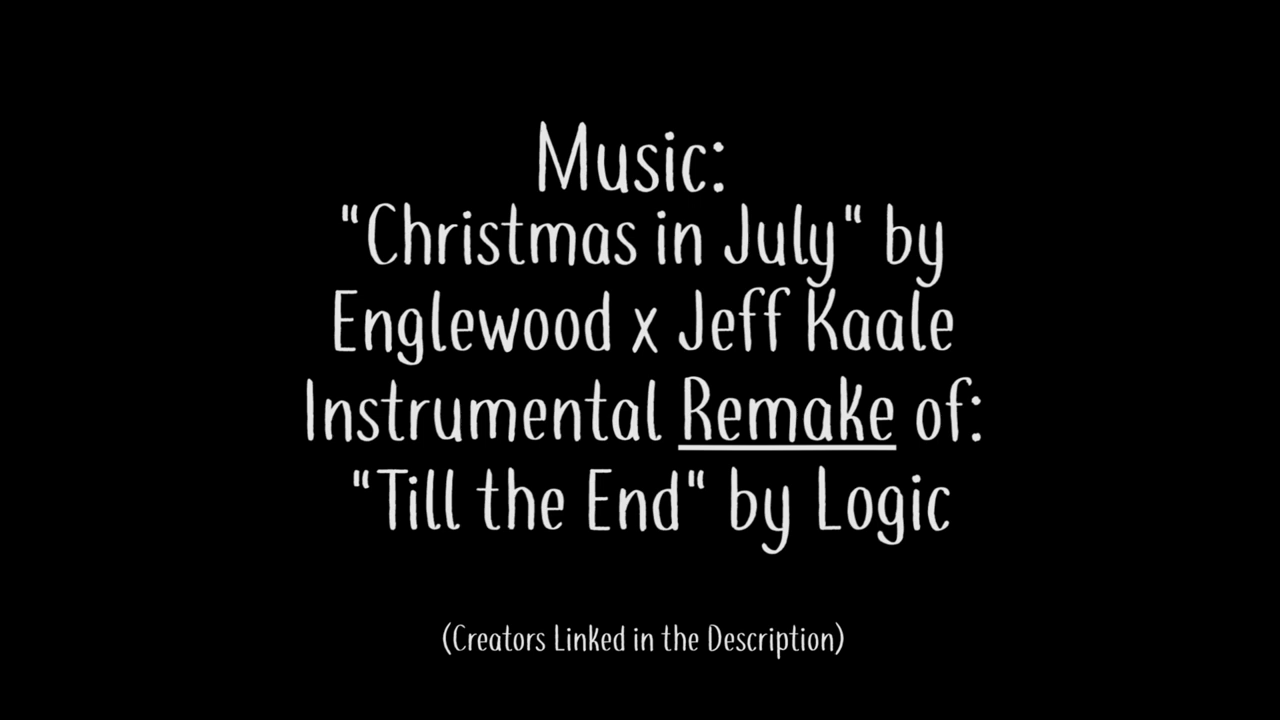 Music:
"Christmas in July" by
Englewood x Jeff Kaale
Instrumental Remake of:
"Till the End" by Logic
(Creators Linked in the Description)